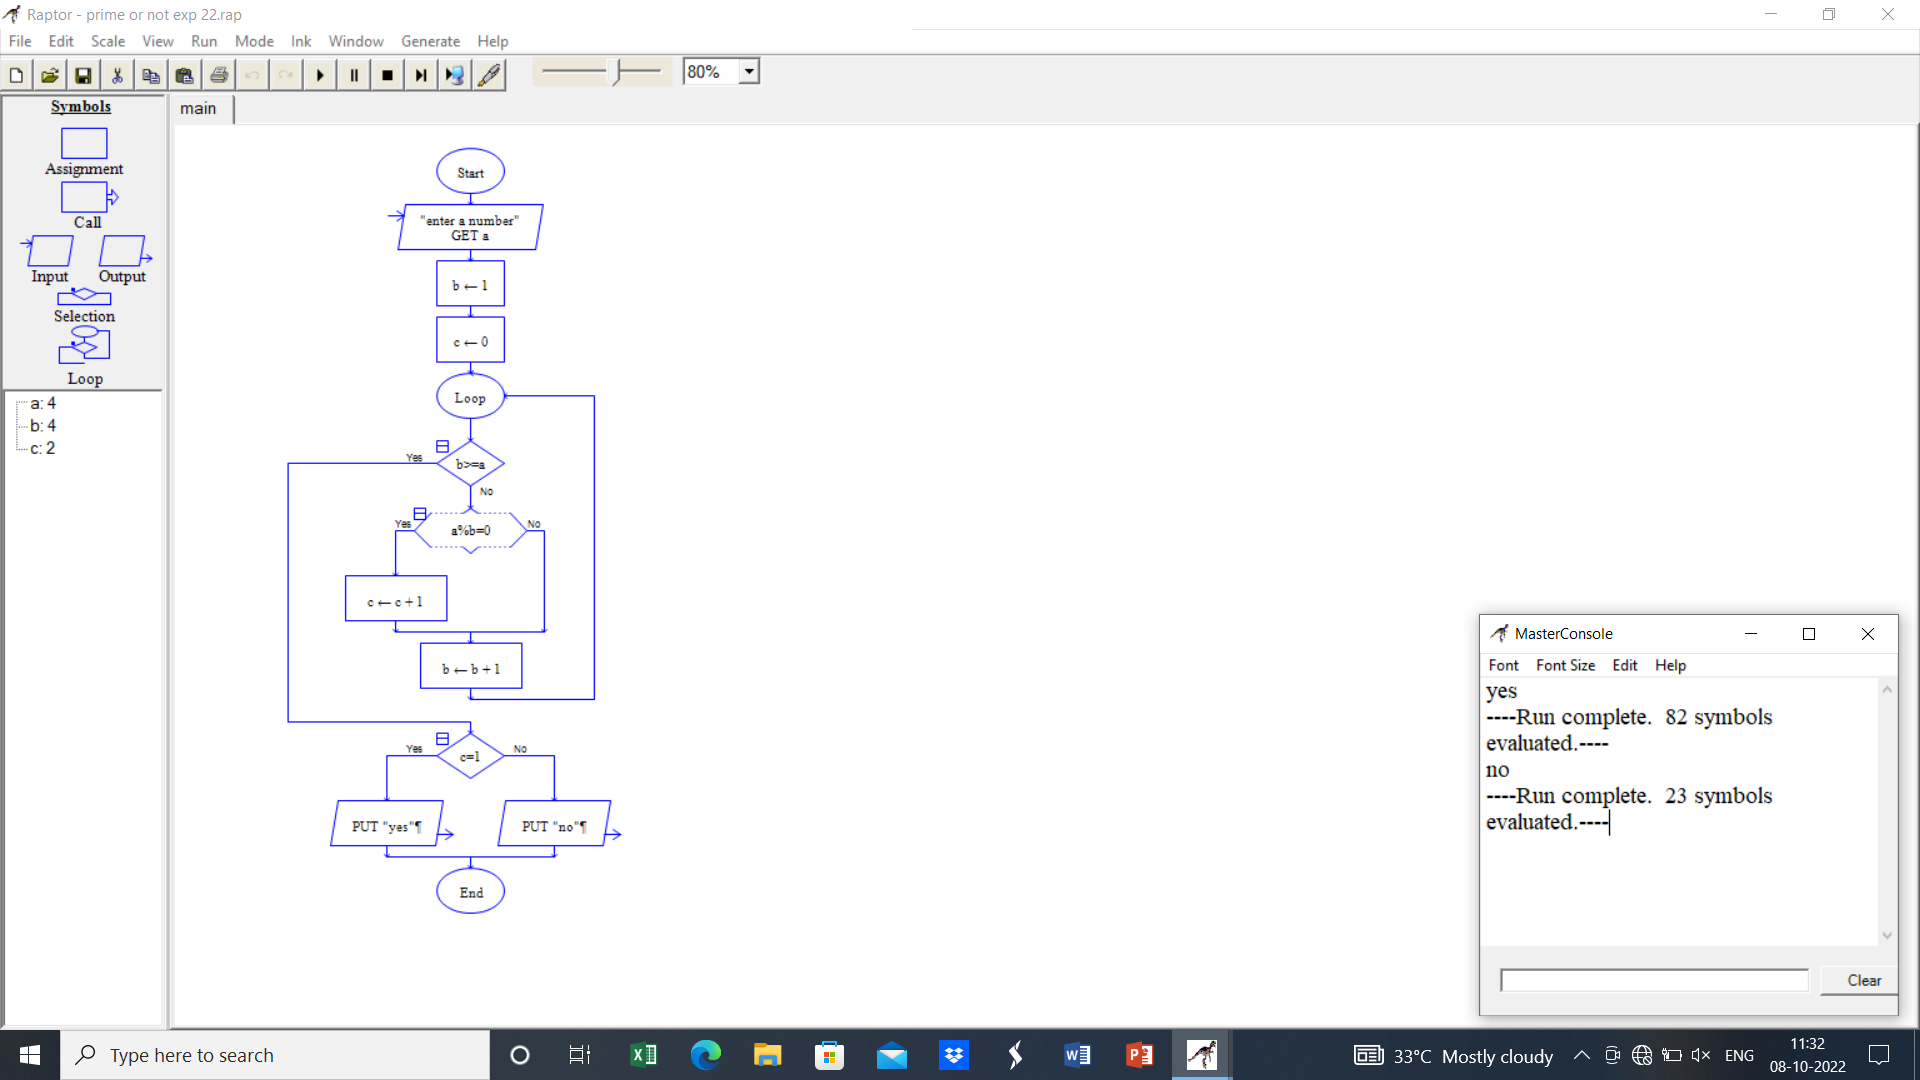 Raptor - prime or not exp 22.rap
File Edit Scale View Run Mode Ink Window Generate Help
80%
Symbols
Assignment
Call
Input Output
Selection
Loop
a: 4
b: 4
c: 2
main
Start
"enter a number"
GET a
b ← 1
c ← 0
Loop
Yes
b>=a
No
Yes
a%b=0
No
c ← c + 1
b ← b + 1
Yes
c=1
No
PUT "yes"¶
PUT "no"¶
End
MasterConsole
Font Font Size Edit Help
yes
----Run complete.  82 symbols
evaluated.----
no
----Run complete.  23 symbols
evaluated.----
Clear
Type here to search
33°C Mostly cloudy
ENG
11:32
08-10-2022